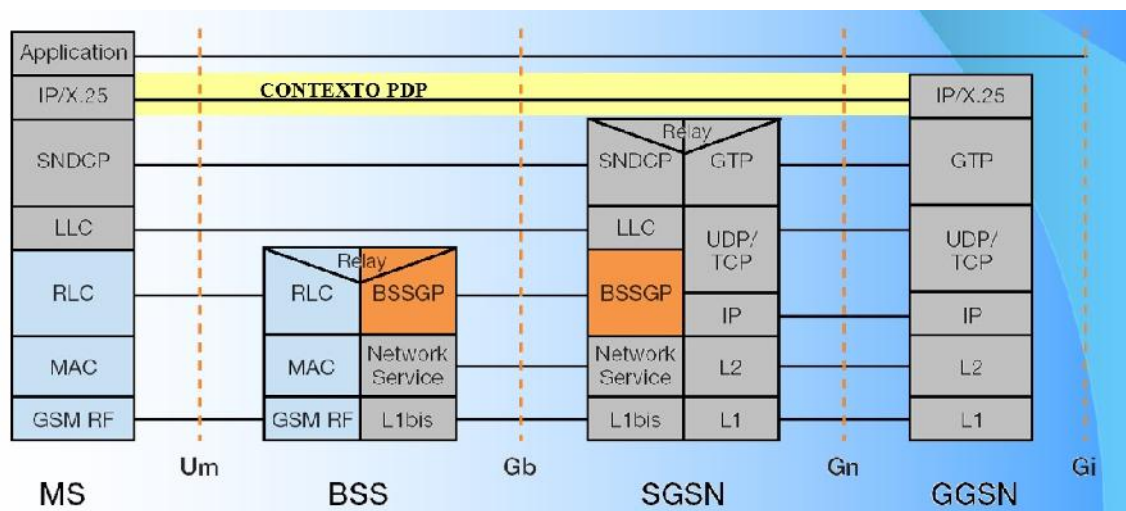 Application
IP/X.25
CONTEXTO PDP
IP/X.25
SNDCP
Relay
SNDCP
GTP
GTP
LLC
LLC
UDP/
TCP
UDP/
TCP
Relay
RLC
RLC
BSSGP
BSSGP
IP
IP
MAC
MAC
Network
Service
Network
Service
L2
L2
GSM RF
GSM RF
L1bis
L1bis
L1
L1
Um
Gb
Gn
Gi
MS
BSS
SGSN
GGSN